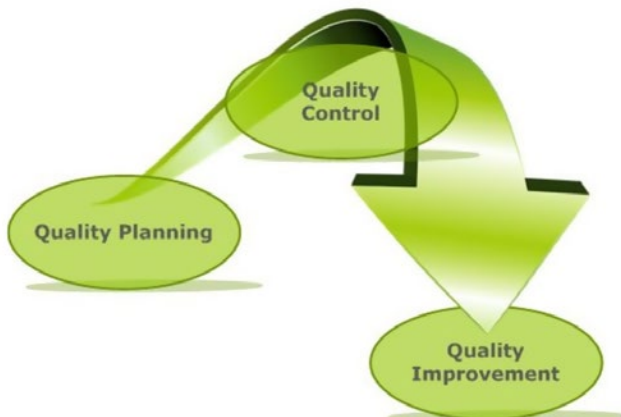 Quality
Control
Quality Planning
Quality
Improvement